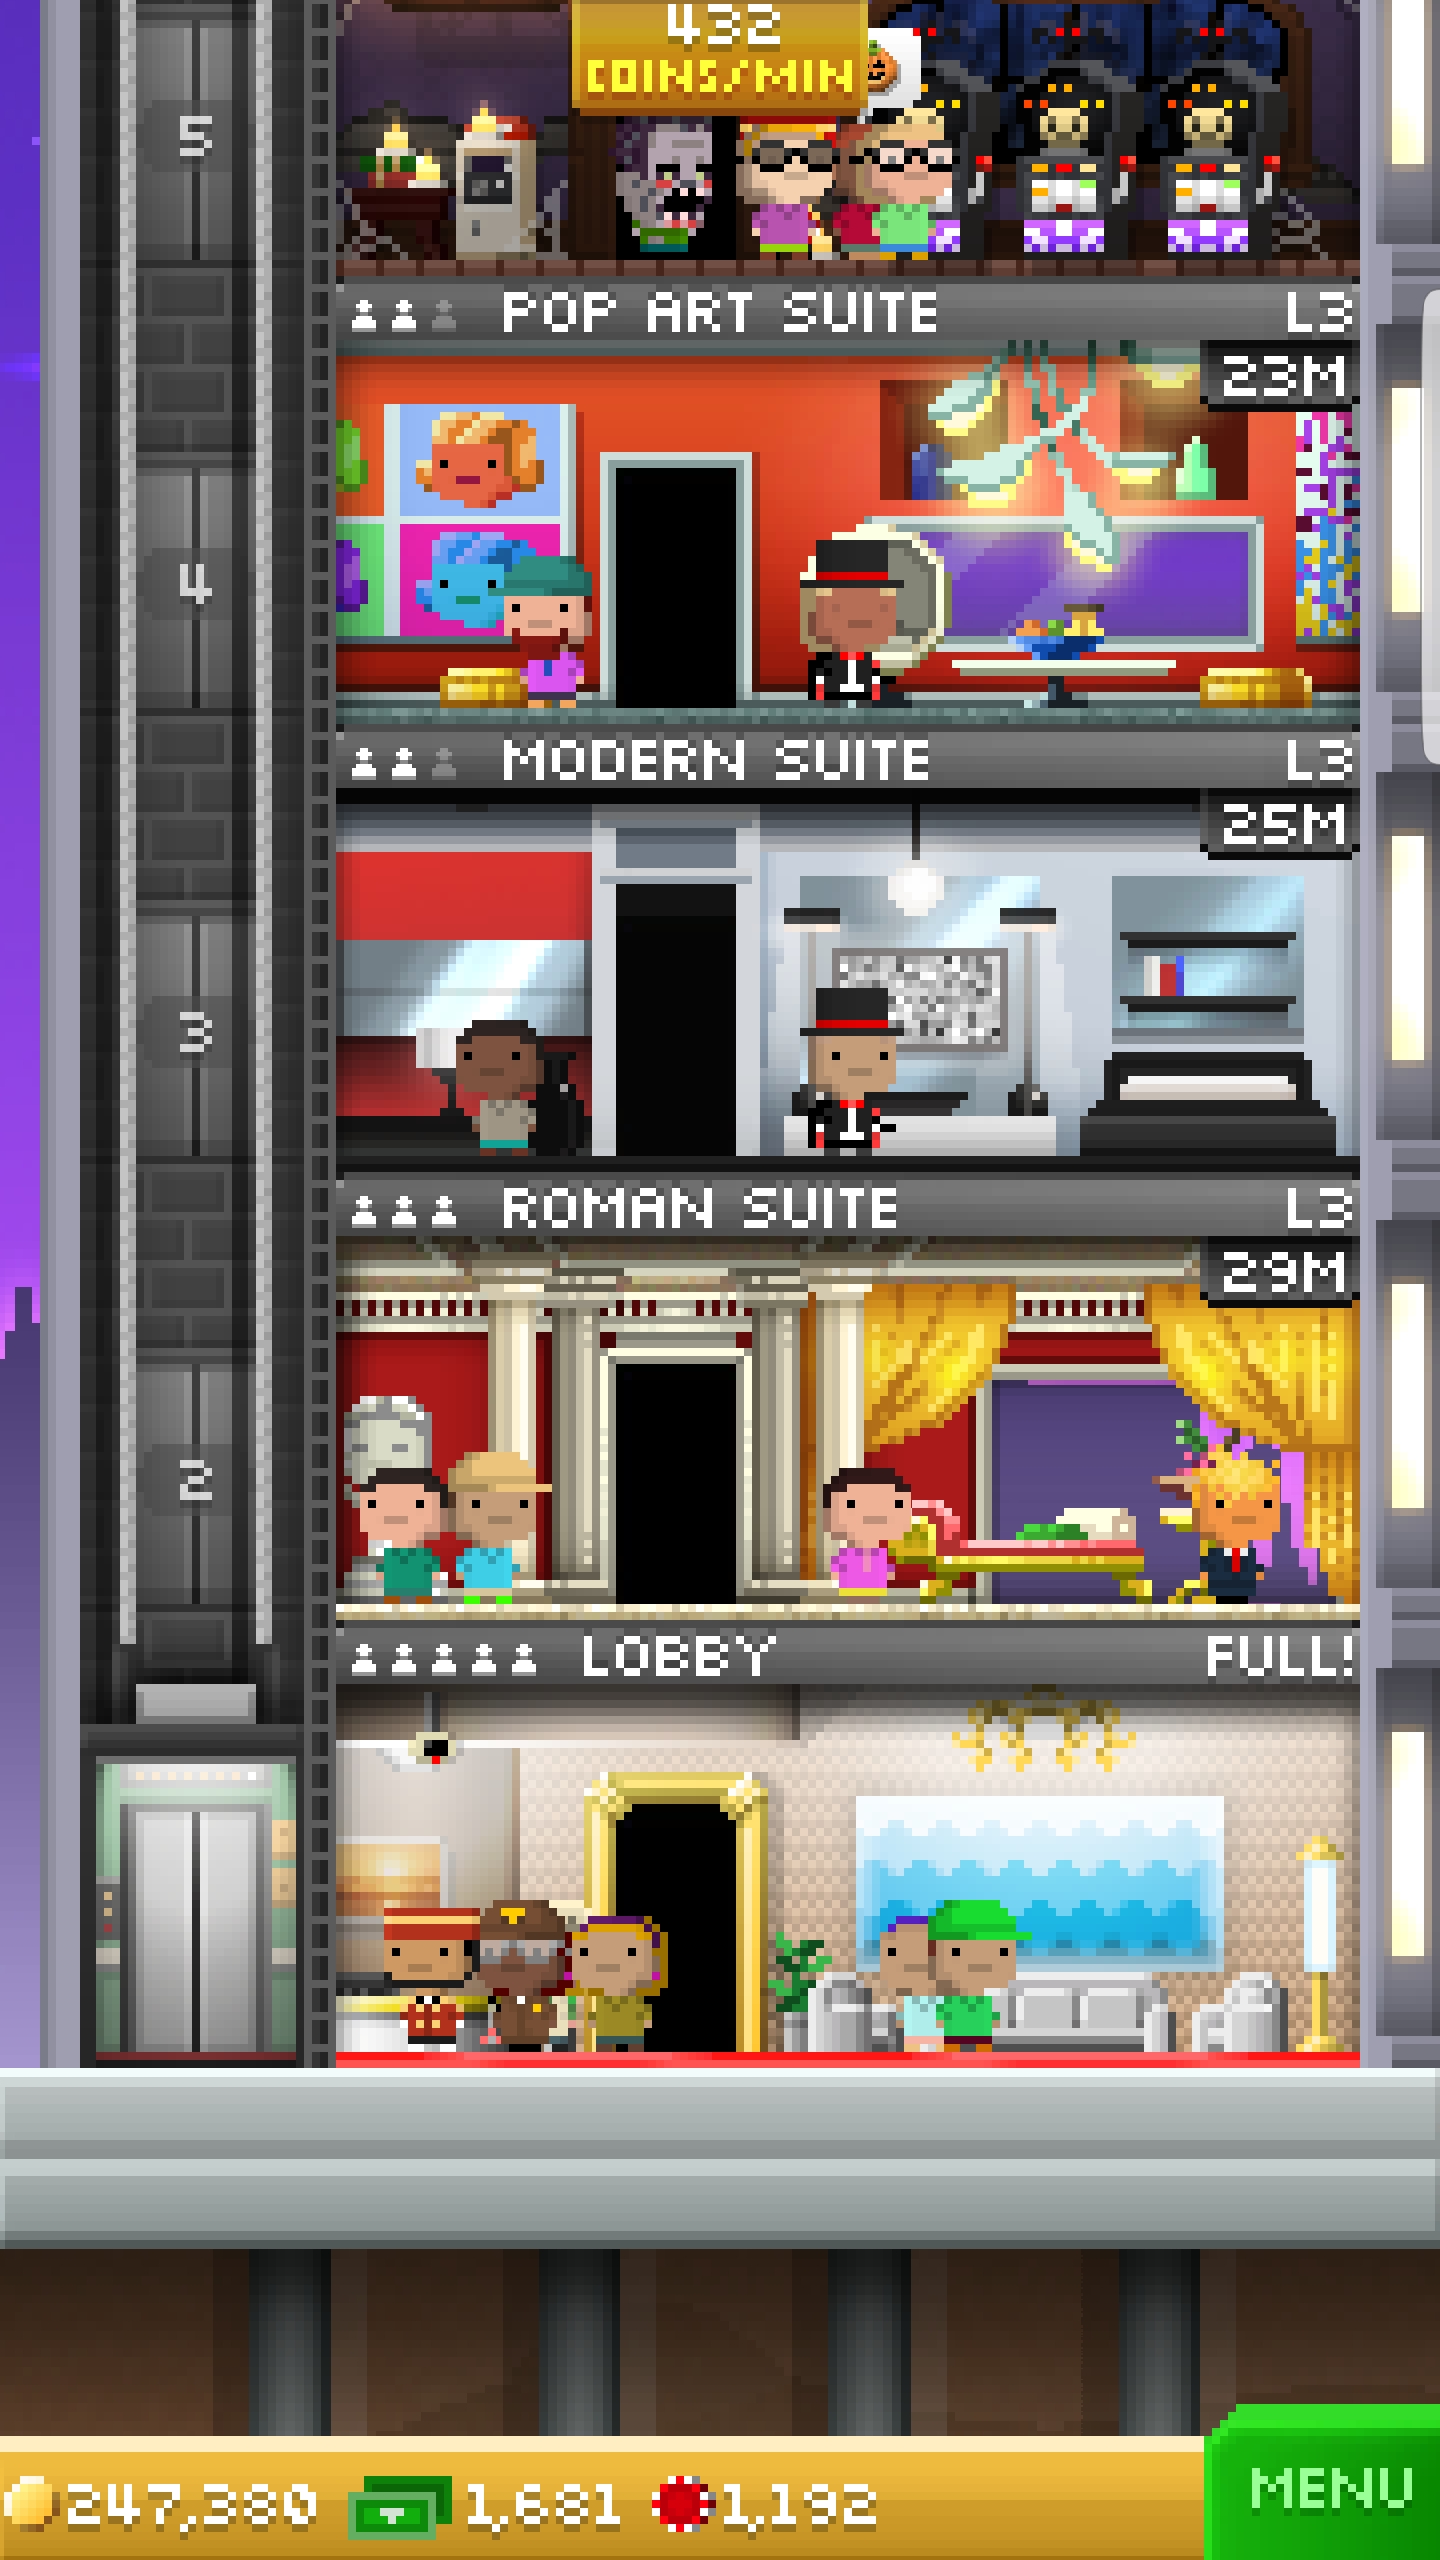 432
COINS/MIN
5
POP ART SUITE L3
23M
4
MODERN SUITE L3
25M
3
ROMAN SUITE L3
29M
2
LOBBY FULL!
247,380 1,681 1,192
MENU